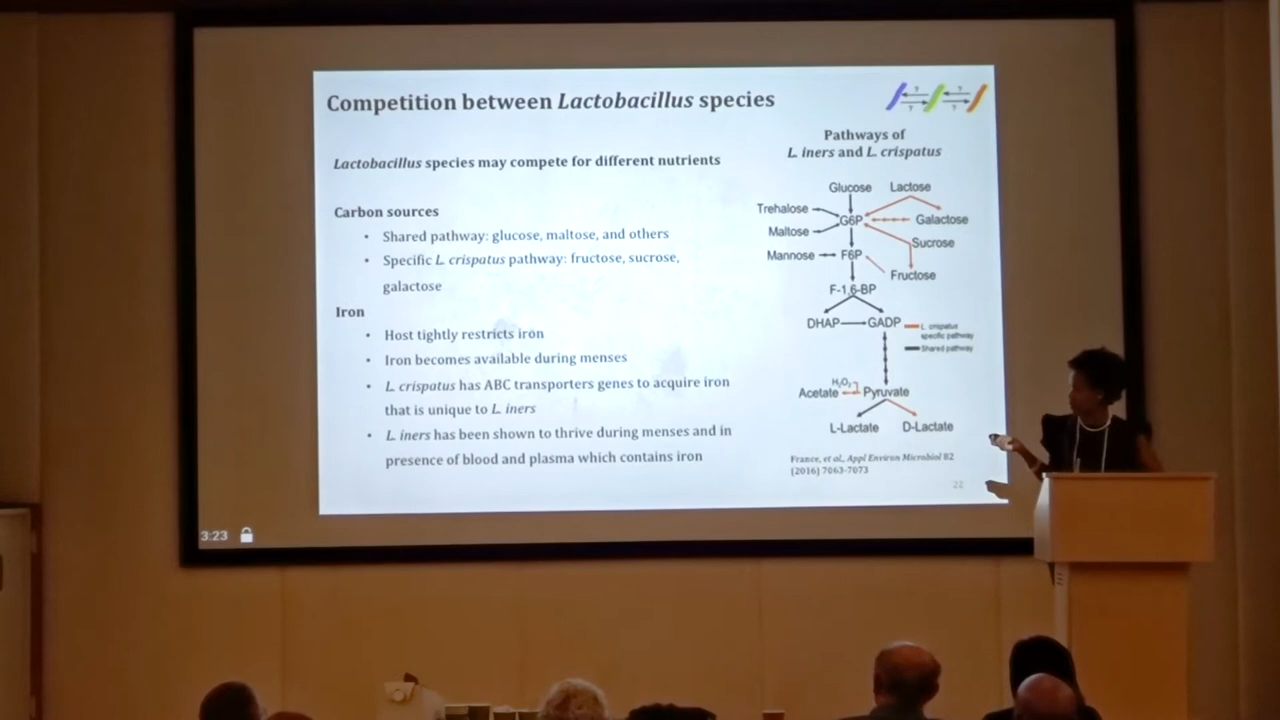 Competition between Lactobacillus species
? ?
? ?
Lactobacillus species may compete for different nutrients
Carbon sources
• Shared pathway: glucose, maltose, and others
• Specific L. crispatus pathway: fructose, sucrose,
galactose
Iron
• Host tightly restricts iron
• Iron becomes available during menses
• L. crispatus has ABC transporters genes to acquire iron
that is unique to L. iners
• L. iners has been shown to thrive during menses and in
presence of blood and plasma which contains iron
Pathways of
L. iners and L. crispatus
Glucose Lactose
Trehalose
G6P Galactose
Maltose
Sucrose
Mannose F6P
Fructose
F-1,6-BP
DHAP GADP
L. crispatus
specific pathway
Shared pathway
H₂O₂
Acetate Pyruvate
L-Lactate D-Lactate
France, et al., Appl Environ Microbiol 82
(2016) 7063-7073
22
3:23